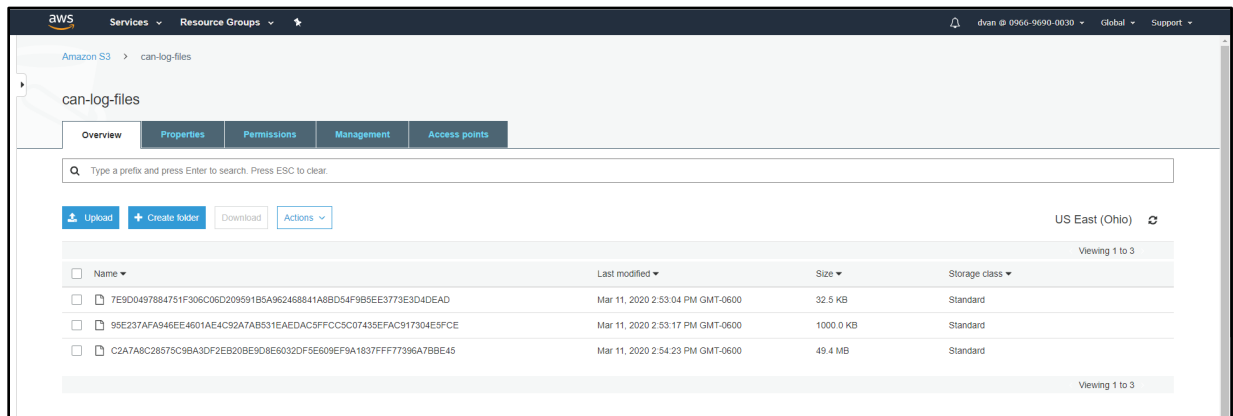 aws Services Resource Groups dvan @ 0966-9690-0030 Global Support
Amazon S3 > can-log-files
can-log-files
Overview Properties Permissions Management Access points
Type a prefix and press Enter to search. Press ESC to clear.
Upload + Create folder Download Actions
US East (Ohio)
Viewing 1 to 3
Name Last modified Size Storage class
7E9D0497884751F306C06D209591B5A962468841A8BD54F9B5EE3773E3D4DEAD Mar 11, 2020 2:53:04 PM GMT-0600 32.5 KB Standard
95E237AFA946EE4601AE4C92A7AB531EAEDAC5FFCC5C07435EFAC917304E5FCE Mar 11, 2020 2:53:17 PM GMT-0600 1000.0 KB Standard
C2A7A8C28575C9BA3DF2EB20BE9D8E6032DF5E609EF9A1837FFF77396A7BBE45 Mar 11, 2020 2:54:23 PM GMT-0600 49.4 MB Standard
Viewing 1 to 3